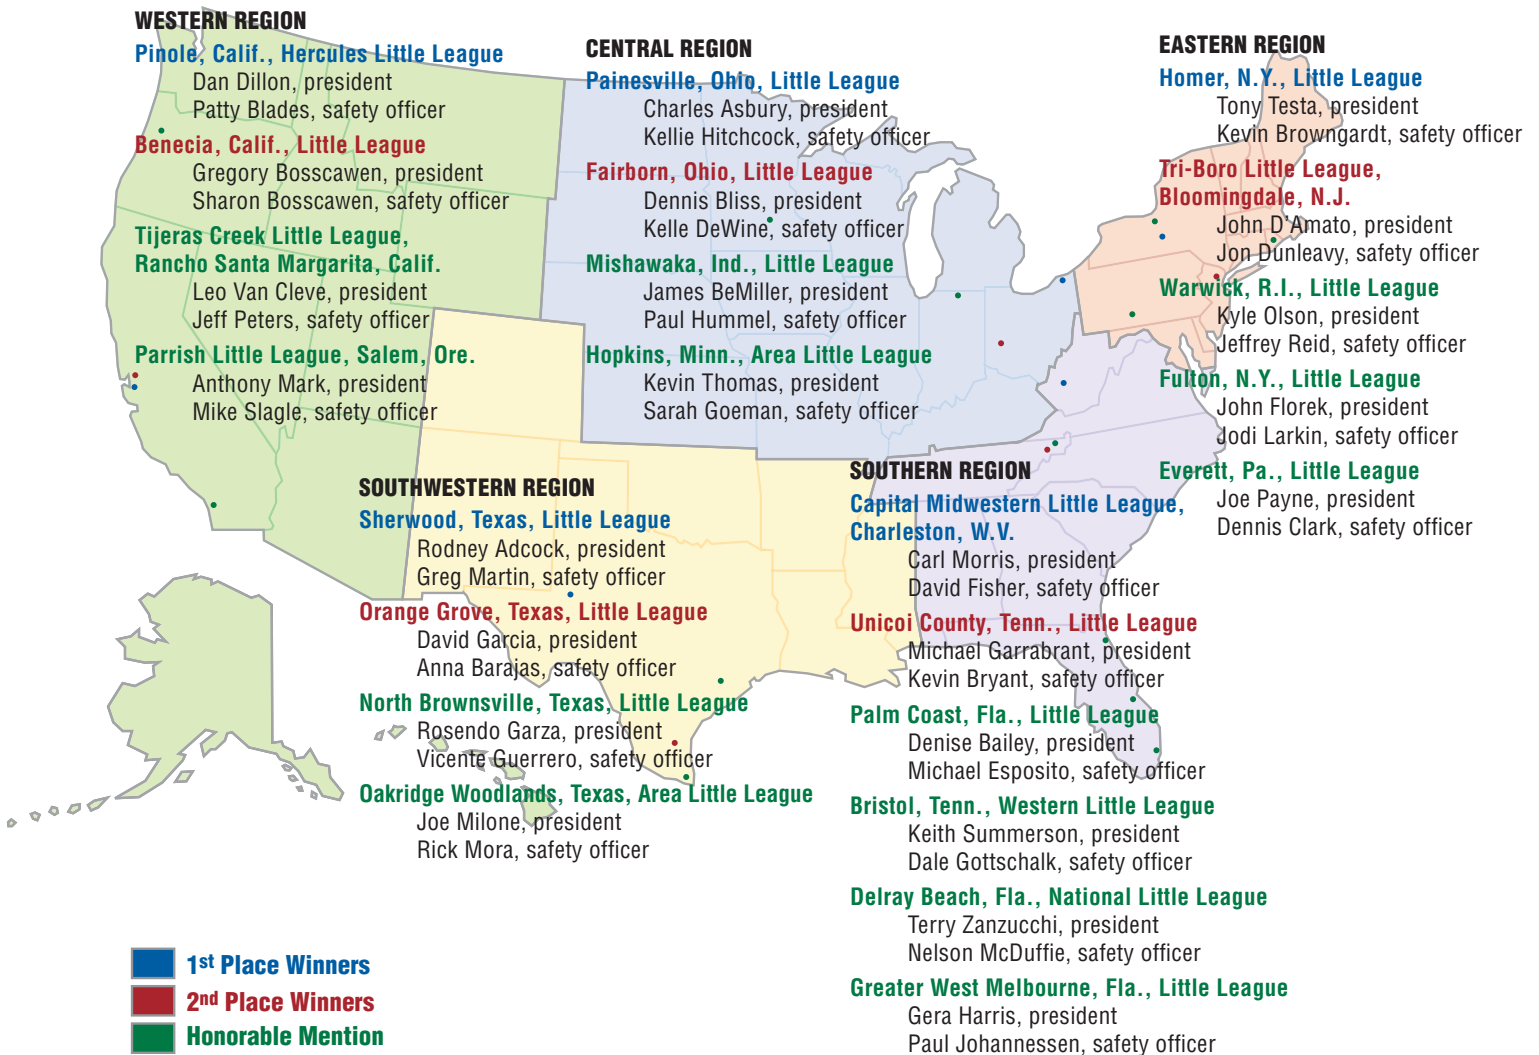 WESTERN REGION
Pinole, Calif., Hercules Little League
Dan Dillon, president
Patty Blades, safety officer
Benecia, Calif., Little League
Gregory Bosscawen, president
Sharon Bosscawen, safety officer
Tijeras Creek Little League,
Rancho Santa Margarita, Calif.
Leo Van Cleve, president
Jeff Peters, safety officer
Parrish Little League, Salem, Ore.
Anthony Mark, president
Mike Slagle, safety officer
CENTRAL REGION
Painesville, Ohio, Little League
Charles Asbury, president
Kellie Hitchcock, safety officer
Fairborn, Ohio, Little League
Dennis Bliss, president
Kelle DeWine, safety officer
Mishawaka, Ind., Little League
James BeMiller, president
Paul Hummel, safety officer
Hopkins, Minn., Area Little League
Kevin Thomas, president
Sarah Goeman, safety officer
EASTERN REGION
Homer, N.Y., Little League
Tony Testa, president
Kevin Browngardt, safety officer
Tri-Boro Little League,
Bloomingdale, N.J.
John D'Amato, president
Jon Dunleavy, safety officer
Warwick, R.I., Little League
Kyle Olson, president
Jeffrey Reid, safety officer
Fulton, N.Y., Little League
John Florek, president
Jodi Larkin, safety officer
Everett, Pa., Little League
Joe Payne, president
Dennis Clark, safety officer
SOUTHWESTERN REGION
Sherwood, Texas, Little League
Rodney Adcock, president
Greg Martin, safety officer
Orange Grove, Texas, Little League
David Garcia, president
Anna Barajas, safety officer
North Brownsville, Texas, Little League
Rosendo Garza, president
Vicente Guerrero, safety officer
Oakridge Woodlands, Texas, Area Little League
Joe Milone, president
Rick Mora, safety officer
SOUTHERN REGION
Capital Midwestern Little League,
Charleston, W.V.
Carl Morris, president
David Fisher, safety officer
Unicoi County, Tenn., Little League
Michael Garrabrant, president
Kevin Bryant, safety officer
Palm Coast, Fla., Little League
Denise Bailey, president
Michael Esposito, safety officer
Bristol, Tenn., Western Little League
Keith Summerson, president
Dale Gottschalk, safety officer
Delray Beach, Fla., National Little League
Terry Zanzucchi, president
Nelson McDuffie, safety officer
Greater West Melbourne, Fla., Little League
Gera Harris, president
Paul Johannessen, safety officer
1st Place Winners
2nd Place Winners
Honorable Mention